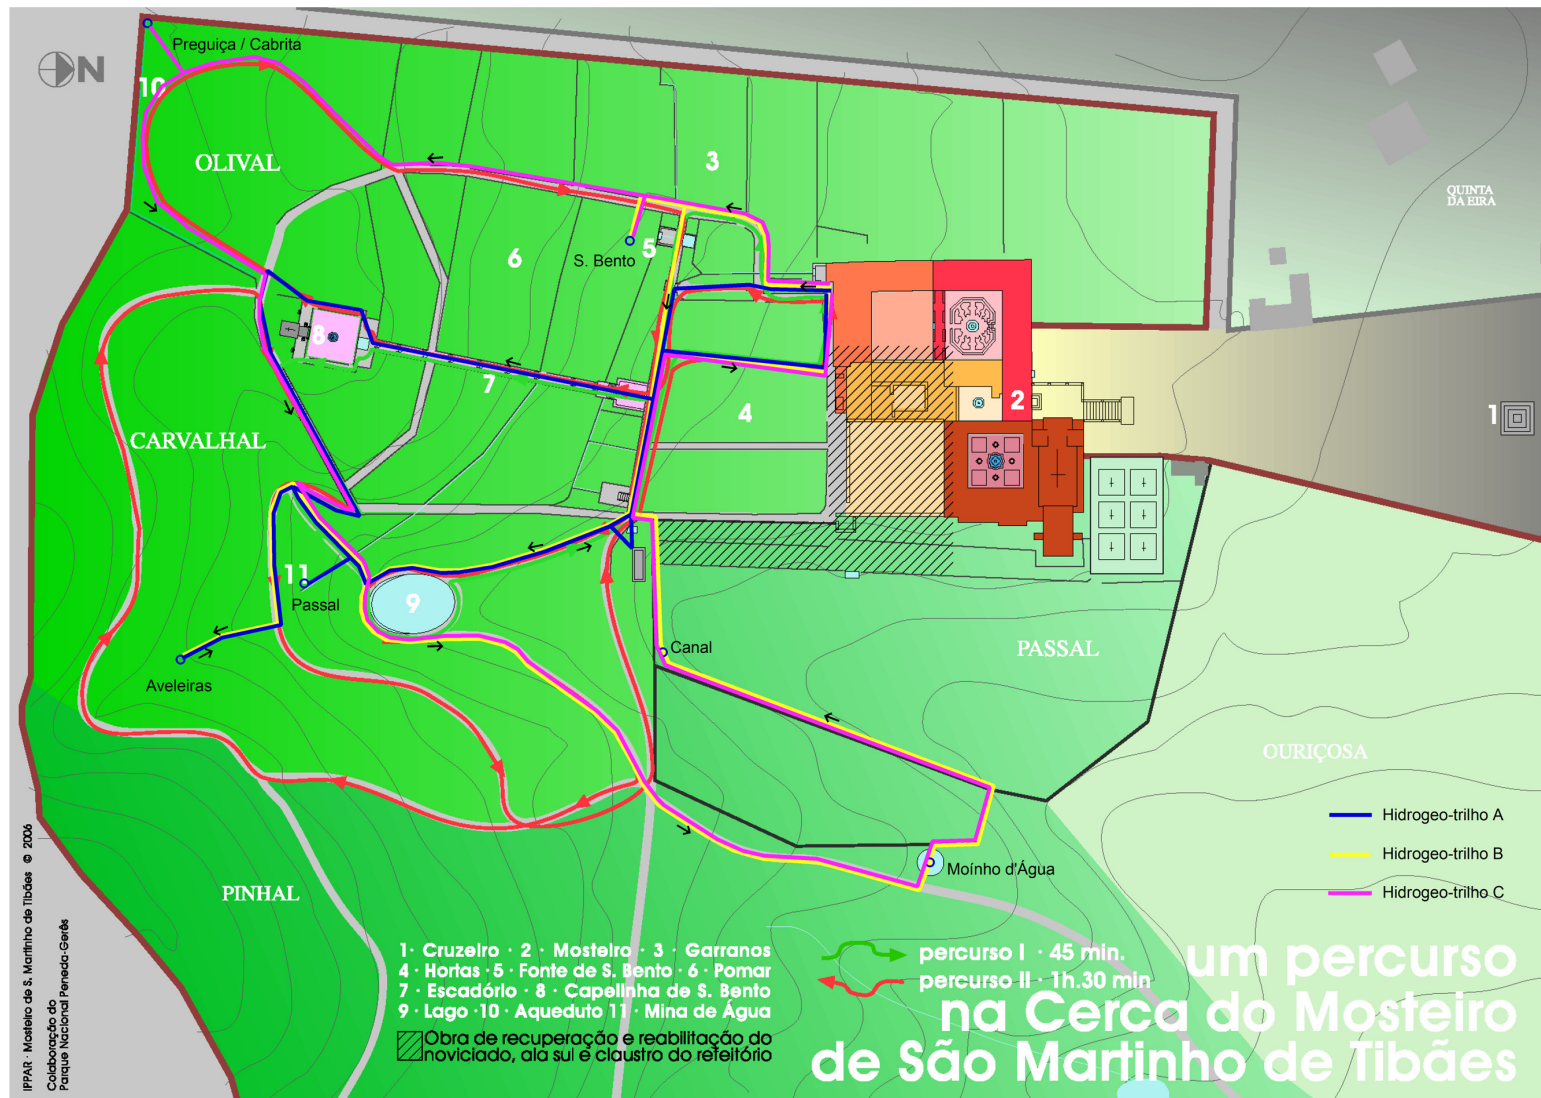 N
Preguiça / Cabrita
10
OLIVAL
3
QUINTA
DA EIRA
6
5
S. Bento
8
7
4
2
1
CARVALHAL
11
Passal
9
Aveleiras
Canal
PASSAL
OURIÇOSA
Moínho d'Água
PINHAL
Hidrogeo-trilho A
Hidrogeo-trilho B
Hidrogeo-trilho C
1· Cruzeiro · 2 · Mosteiro · 3 · Garranos
4 · Hortas · 5 · Fonte de S. Bento · 6 · Pomar
7 · Escadório · 8 · Capelinha de S. Bento
9 · Lago ·10 · Aqueduto 11 · Mina de Água
Obra de recuperação e reabilitação do
noviciado, ala sul e claustro do refeitório
percurso I · 45 min.
percurso II · 1h.30 min
um percurso
na Cerca do Mosteiro
de São Martinho de Tibães
IPPAR · Mosteiro de S. Martinho de Tibães © 2006
Colaboração do
Parque Nacional Peneda-Gerês